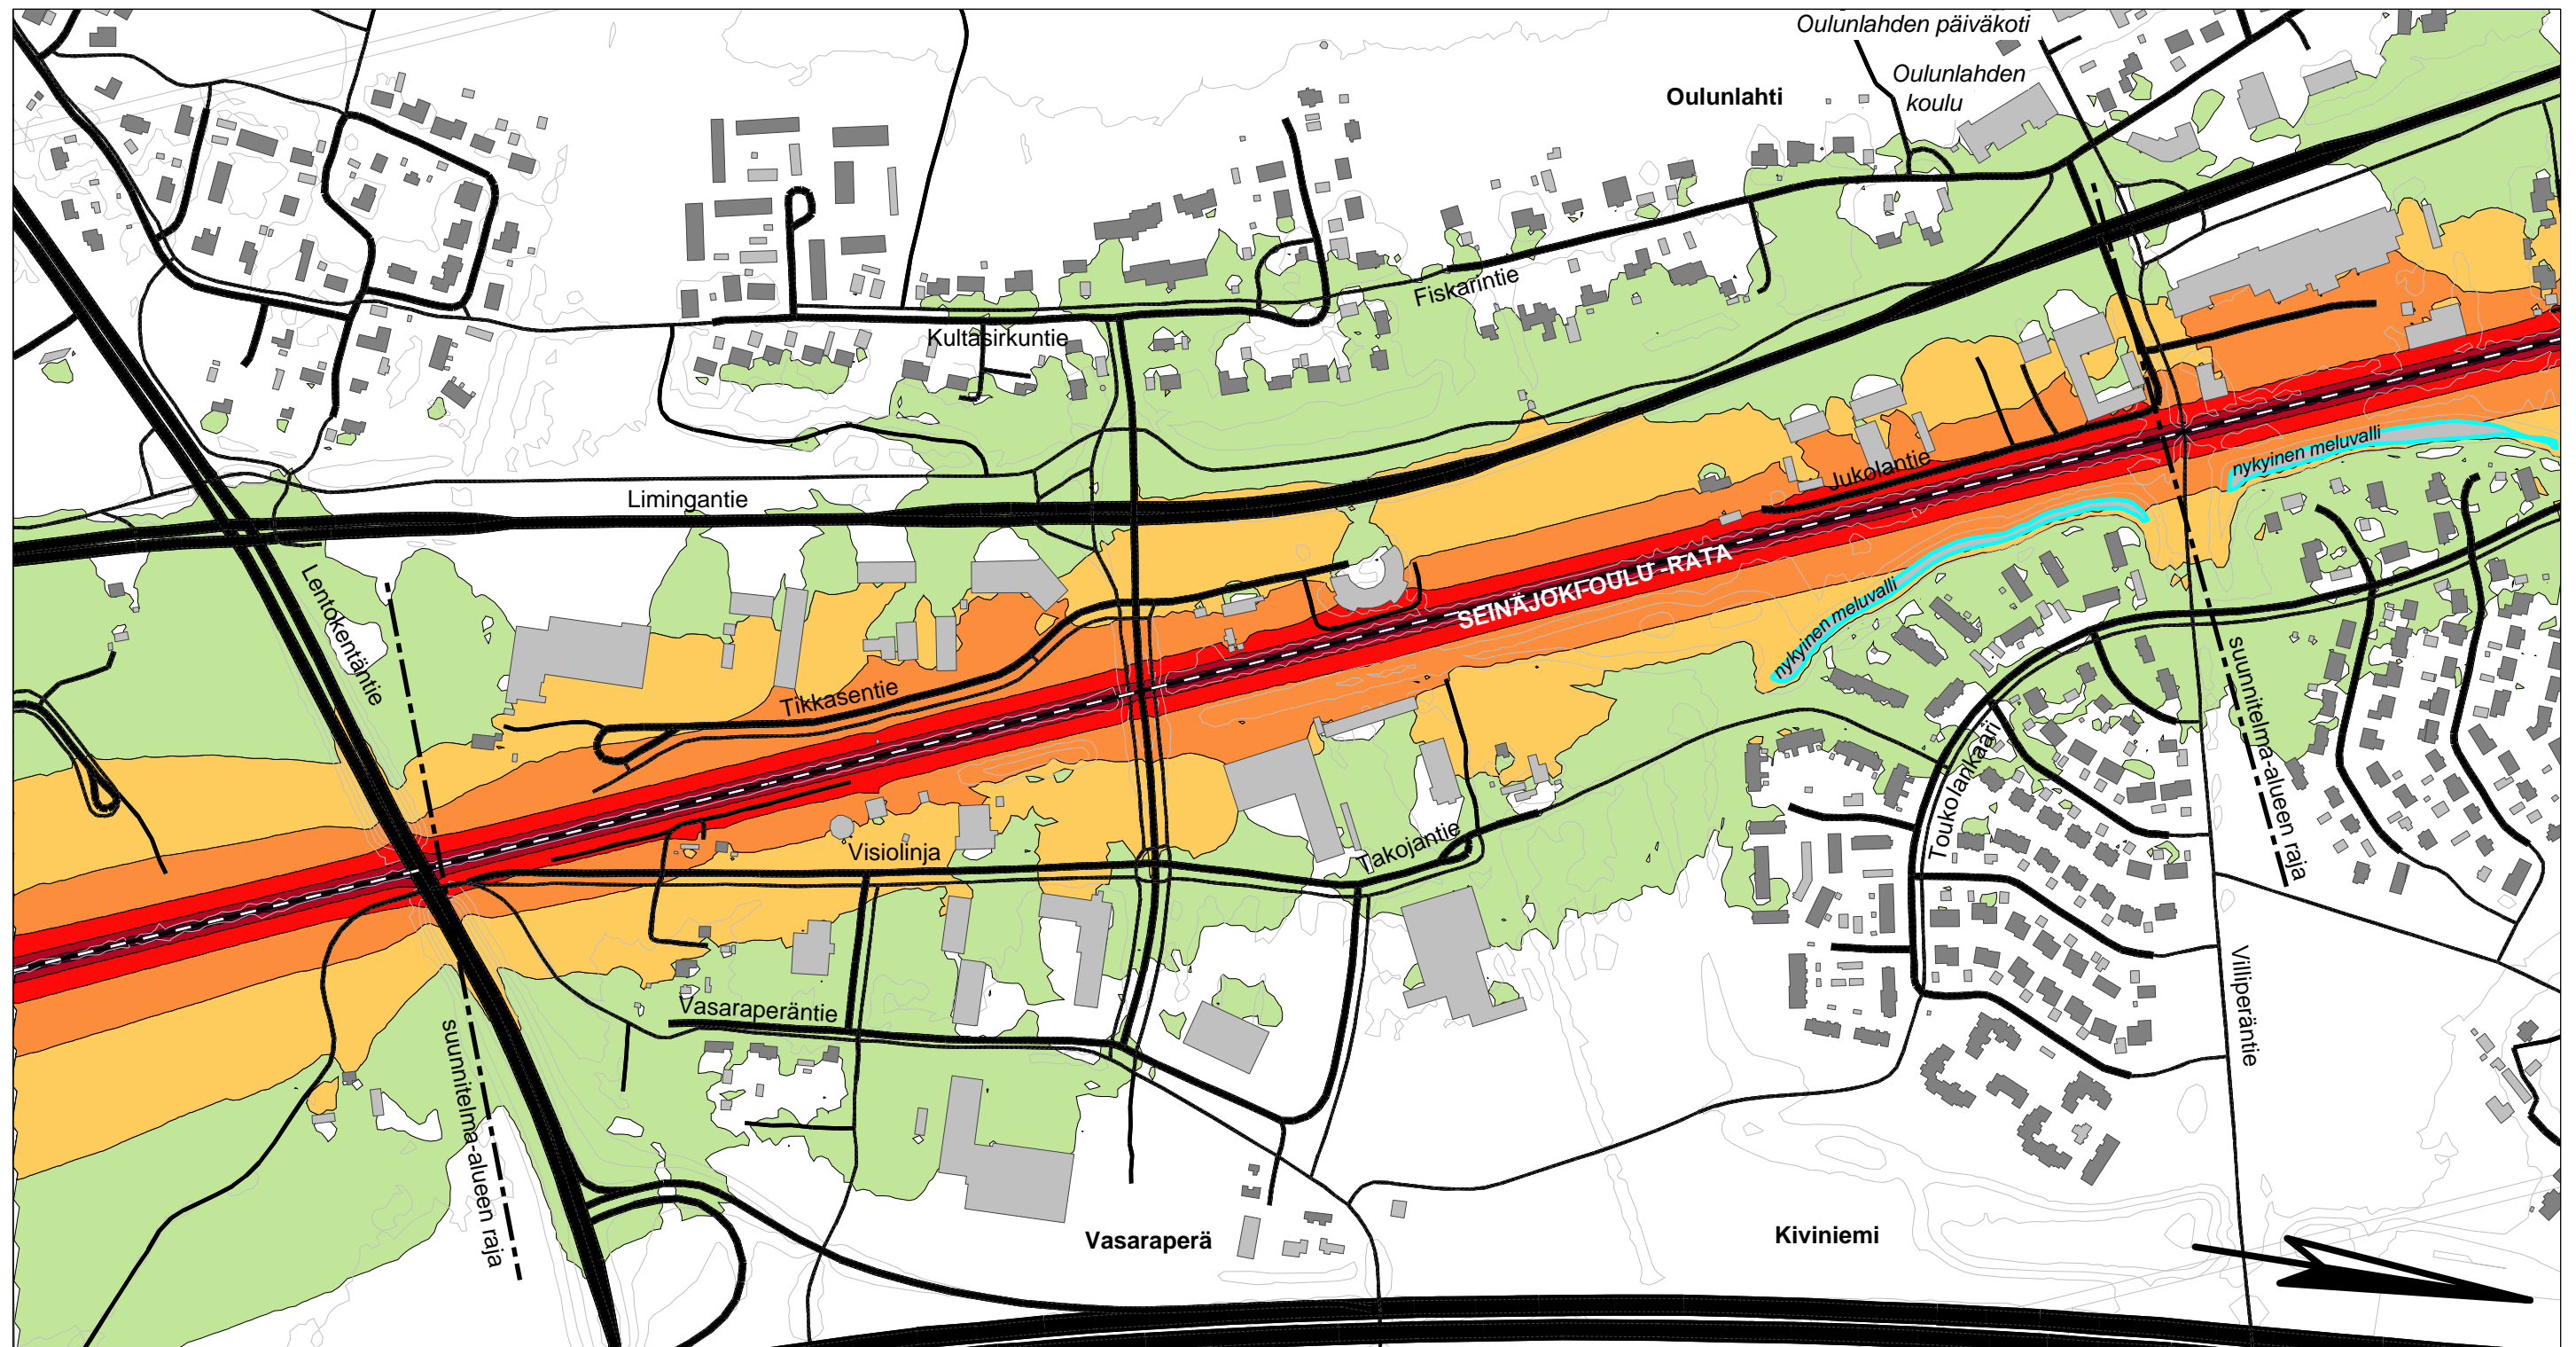 Oulunlahden päiväkoti
Oulunlahden
koulu
Oulunlahti
Fiskarintie
Kultasirkuntie
Limingantie
Jukolantie
nykyinen meluvalli
SEINÄJOKI-OULU -RATA
nykyinen meluvalli
Lentokentäntie
Tikkasentie
suunnitelma-alueen raja
Toukolankaari
Visiolinja
Takojantie
Vasaraperäntie
Villiperäntie
suunnitelma-alueen raja
Vasaraperä
Kiviniemi